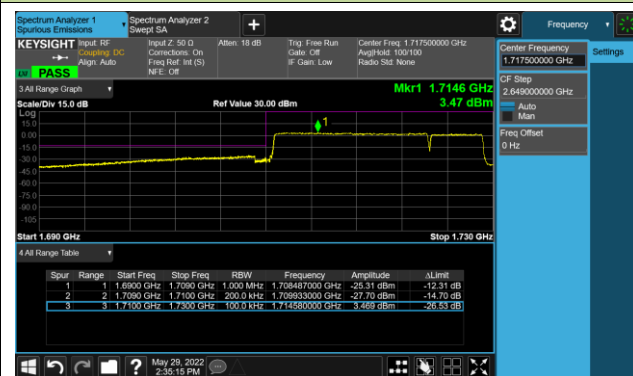 Spectrum Analyzer 1
Spurious Emissions
Spectrum Analyzer 2
Swept SA
Frequency
KEYSIGHT
Input: RF
Coupling: DC
Align: Auto
Input Z: 50 Ω
Corrections: On
Freq Ref: Int (S)
NFE: Off
Atten: 18 dB
Trig: Free Run
Gate: Off
IF Gain: Low
Center Freq: 1.717500000 GHz
Avg|Hold: 100/100
Radio Std: None
PASS
3 All Range Graph
Mkr1 1.7146 GHz
3.47 dBm
Scale/Div 15.0 dB
Ref Value 30.00 dBm
Log
15.0
0.00
-15.0
-30.0
-45.0
-60.0
-75.0
-90.0
-105
1
Start 1.690 GHz
Stop 1.730 GHz
4 All Range Table
Spur Range Start Freq Stop Freq RBW Frequency Amplitude ΔLimit
1 1 1.6900 GHz 1.7090 GHz 1.000 MHz 1.708487000 GHz -25.31 dBm -12.31 dB
2 2 1.7090 GHz 1.7100 GHz 200.0 kHz 1.709933000 GHz -27.70 dBm -14.70 dB
3 3 1.7100 GHz 1.7300 GHz 100.0 kHz 1.714580000 GHz 3.469 dBm -26.53 dB
May 29, 2022
2:35:15 PM
Center Frequency
1.717500000 GHz
Settings
CF Step
2.649000000 GHz
Auto
Man
Freq Offset
0 Hz